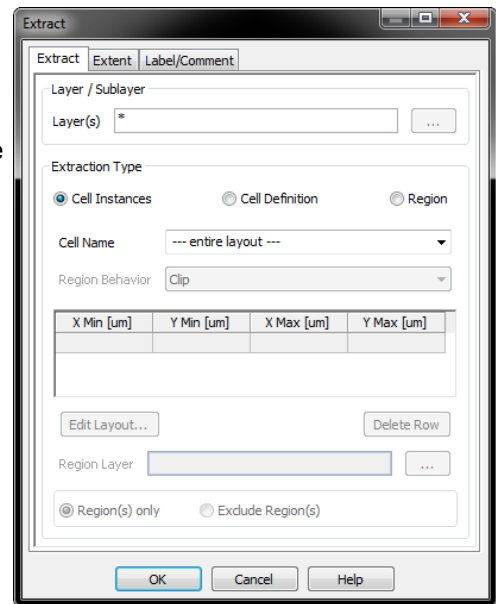 Extract
Extract Extent Label/Comment
Layer / Sublayer
Layer(s) * ...
e
Extraction Type
Cell Instances Cell Definition Region
Cell Name --- entire layout ---
Region Behavior Clip
X Min [um] Y Min [um] X Max [um] Y Max [um]
Edit Layout... Delete Row
Region Layer ...
Region(s) only Exclude Region(s)
OK Cancel Help